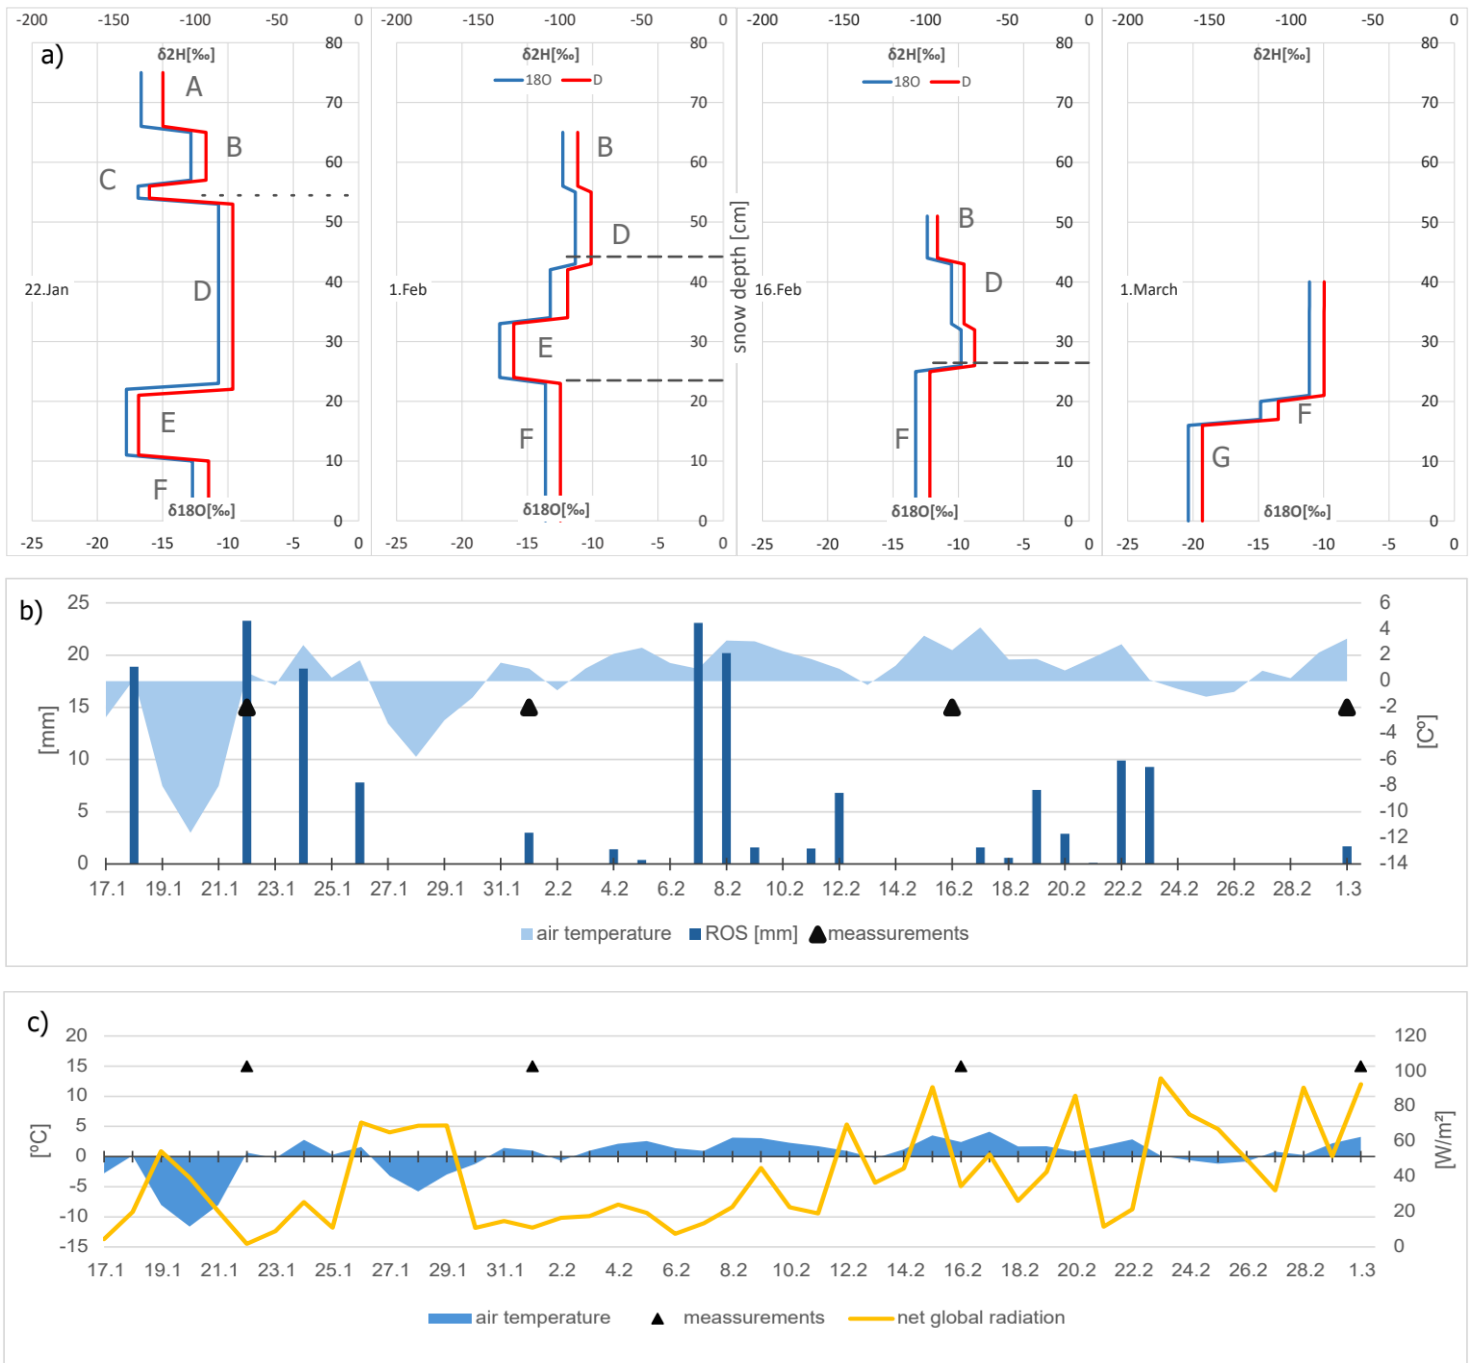 -200 -150 -100 -50 0 -200 -150 -100 -50 0 -200 -150 -100 -50 0 -200 -150 -100 -50 0
a) δ2H[‰] 80 δ2H[‰] 80 δ2H[‰] 80 δ2H[‰] 80
18O D 18O D
A 70 70 70 70
B 60 B 60 60 60
C
50 D 50 B 50 50
22.Jan D 40 1.Feb 40 snow depth [cm] 16.Feb D 40 1.March 40
30 E 30 30 30
E 20 20 20 F 20
F 10 F 10 F 10 G 10
δ18O[‰] 0 δ18O[‰] 0 δ18O[‰] 0 δ18O[‰] 0
-25 -20 -15 -10 -5 0 -25 -20 -15 -10 -5 0 -25 -20 -15 -10 -5 0 -25 -20 -15 -10 -5 0
b) 25 6
4
20 2
0
15 -2
[mm] [Cº]
-4
10 -6
-8
5 -10
-12
0 -14
17.1 19.1 21.1 23.1 25.1 27.1 29.1 31.1 2.2 4.2 6.2 8.2 10.2 12.2 14.2 16.2 18.2 20.2 22.2 24.2 26.2 28.2 1.3
air temperature ROS [mm] meassurements
c) 20 120
15 100
10
5 80
[ºC] 0 60 [W/m²]
-5 40
-10 20
-15 0
17.1 19.1 21.1 23.1 25.1 27.1 29.1 31.1 2.2 4.2 6.2 8.2 10.2 12.2 14.2 16.2 18.2 20.2 22.2 24.2 26.2 28.2 1.3
air temperature meassurements net global radiation